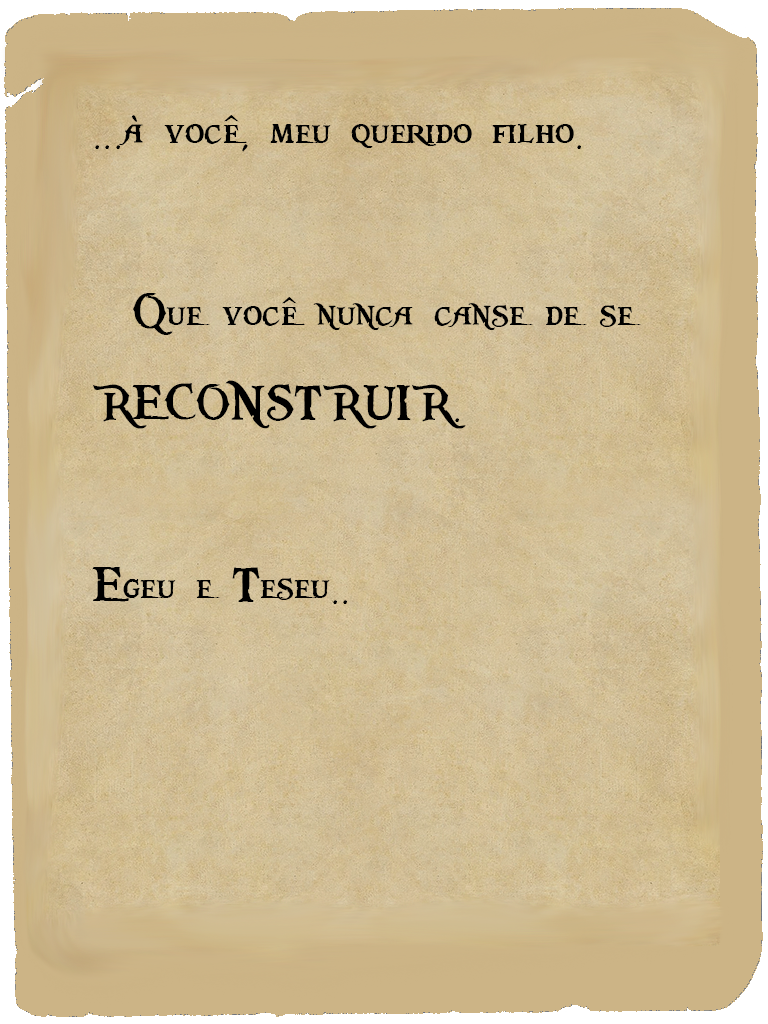 ...À você, meu querido filho.
Que você nunca canse de se
RECONSTRUIR.
Egeu e Teseu..